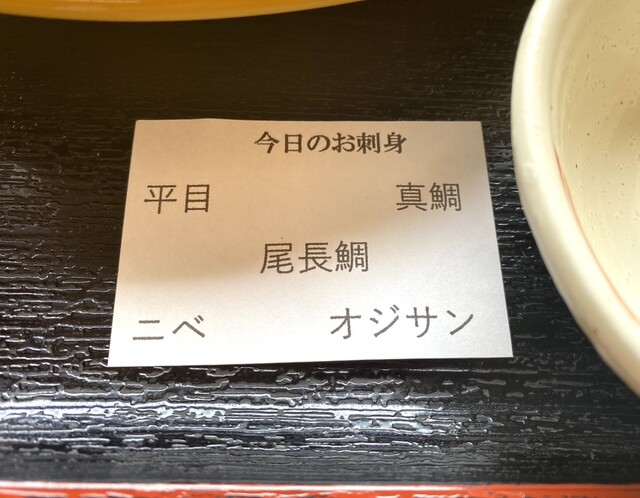 今日のお刺身
平目 真鯛
尾長鯛
ニベ オジサン